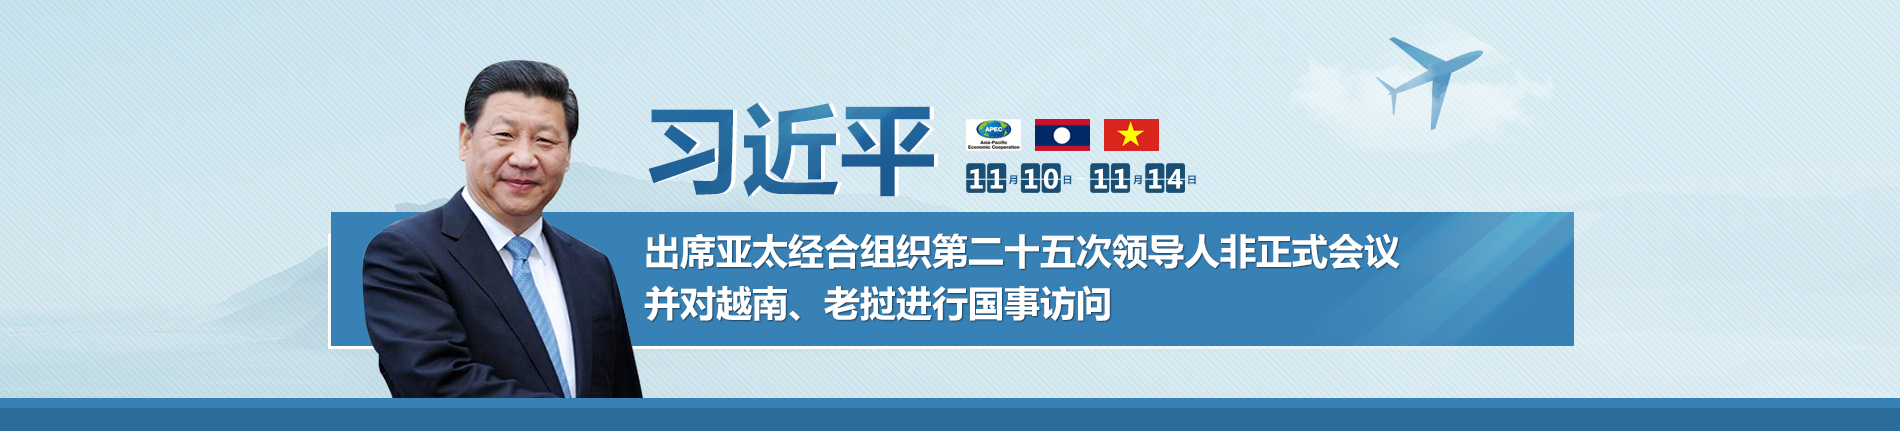 习近平
APEC
Asia-Pacific
Economic Cooperation
11月10日 11月14日
出席亚太经合组织第二十五次领导人非正式会议
并对越南、老挝进行国事访问